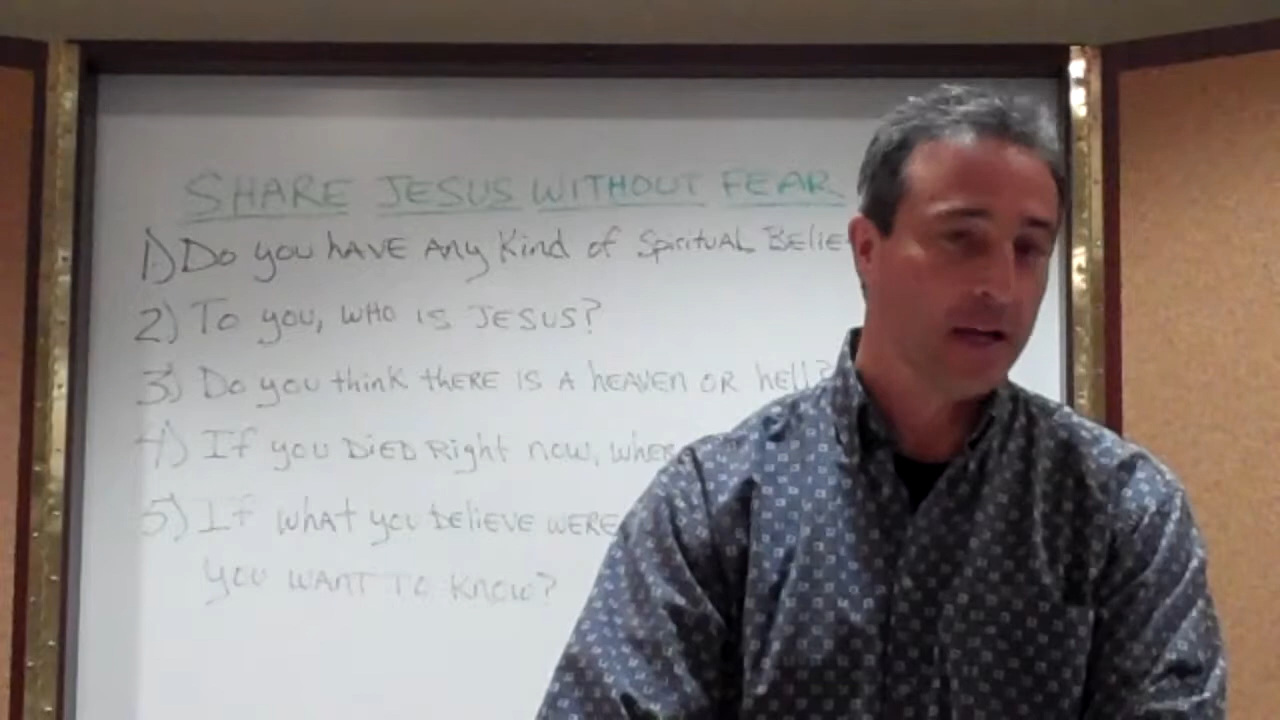 SHARE JESUS WITHOUT FEAR
1) Do you HAVE Any Kind of SpirituAL
2) To you, WHO IS JESUS?
3) Do you think THERE IS A HEAVEN OR hell?
4) If you DIED Right now,
5) If what you believe WERE
you WANT TO Know?